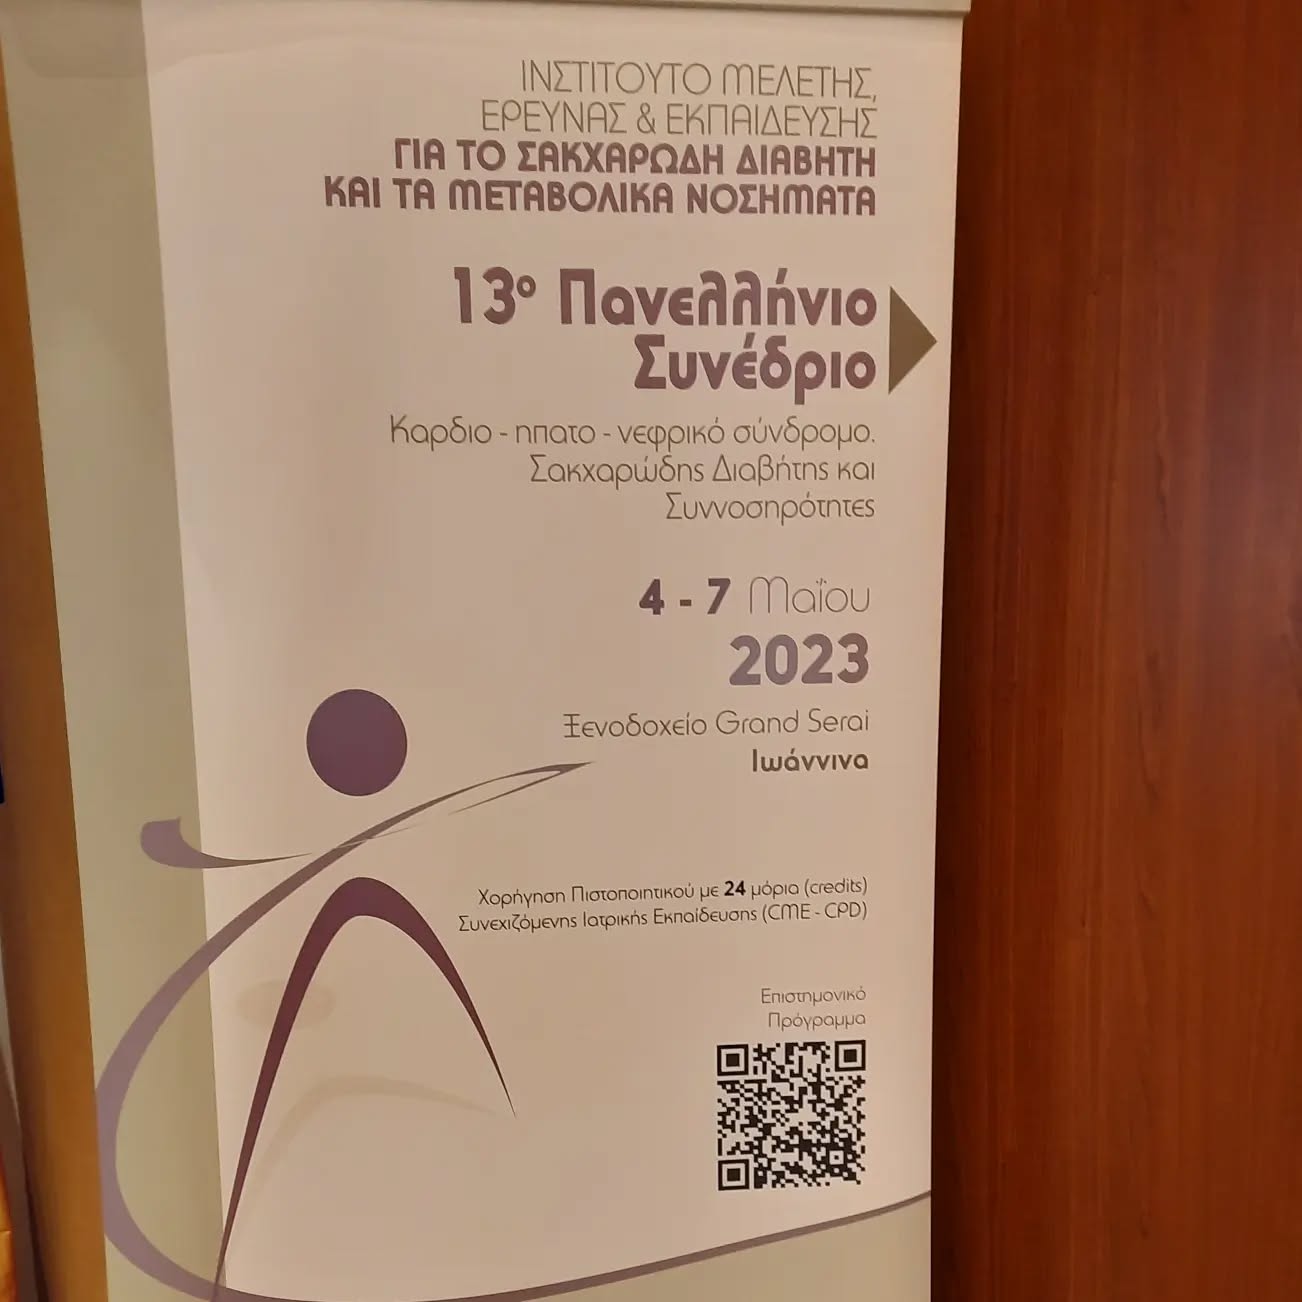 ΙΝΣΤΙΤΟΥΤΟ ΜΕΛΕΤΗΣ,
ΕΡΕΥΝΑΣ & ΕΚΠΑΙΔΕΥΣΗΣ
ΓΙΑ ΤΟ ΣΑΚΧΑΡΩΔΗ ΔΙΑΒΗΤΗ
ΚΑΙ ΤΑ ΜΕΤΑΒΟΛΙΚΑ ΝΟΣΗΜΑΤΑ
13ο Πανελλήνιο
Συνέδριο
Καρδιο - ηπατο - νεφρικό σύνδρομο.
Σακχαρώδης Διαβήτης και
Συννοσηρότητες
4 - 7 Μαΐου
2023
Ξενοδοχείο Grand Serai
Ιωάννινα
Χορήγηση Πιστοποιητικού με 24 μόρια (credits)
Συνεχιζόμενης Ιατρικής Εκπαίδευσης (CME - CPD)
Επιστημονικό
Πρόγραμμα